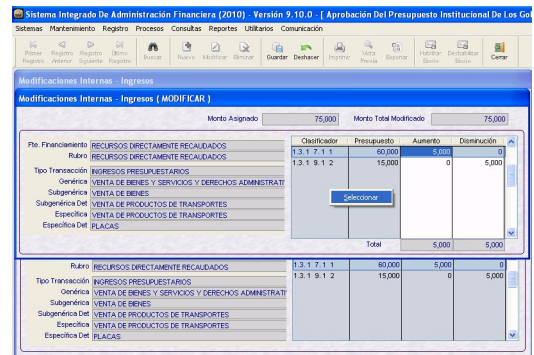 Sistema Integrado De Administración Financiera (2010) - Versión 9.10.0 - [ Aprobación Del Presupuesto Institucional De Los Gol
Sistemas Mantenimiento Registro Procesos Consultas Reportes Utilitarios Comunicación
Primer Registro Registro Anterior Registro Siguiente Último Registro Buscar Nuevo Modificar Eliminar Guardar Deshacer Imprimir Vista Previa Exportar Habilitar Envío Deshabilitar Envío Cerrar
Modificaciones Internas - Ingresos
Modificaciones Internas - Ingresos ( MODIFICAR )
Monto Asignado 75,000 Monto Total Modificado 75,000
Fte. Financiamiento RECURSOS DIRECTAMENTE RECAUDADOS
Rubro RECURSOS DIRECTAMENTE RECAUDADOS
Tipo Transacción INGRESOS PRESUPUESTARIOS
Genérica VENTA DE BIENES Y SERVICIOS Y DERECHOS ADMINISTRATI
Subgenérica VENTA DE BIENES
Subgenérica Det VENTA DE PRODUCTOS DE TRANSPORTES
Específica VENTA DE PRODUCTOS DE TRANSPORTES
Específica Det PLACAS
Clasificador Presupuesto Aumento Disminución
1.3.1 7.1 1 60,000 5,000 0
1.3.1 9.1 2 15,000 0 5,000
Seleccionar
Total 5,000 5,000
Rubro RECURSOS DIRECTAMENTE RECAUDADOS
Tipo Transacción INGRESOS PRESUPUESTARIOS
Genérica VENTA DE BIENES Y SERVICIOS Y DERECHOS ADMINISTRATI
Subgenérica VENTA DE BIENES
Subgenérica Det VENTA DE PRODUCTOS DE TRANSPORTES
Específica VENTA DE PRODUCTOS DE TRANSPORTES
Específica Det PLACAS
1.3.1 7.1 1 60,000 5,000 0
1.3.1 9.1 2 15,000 0 5,000